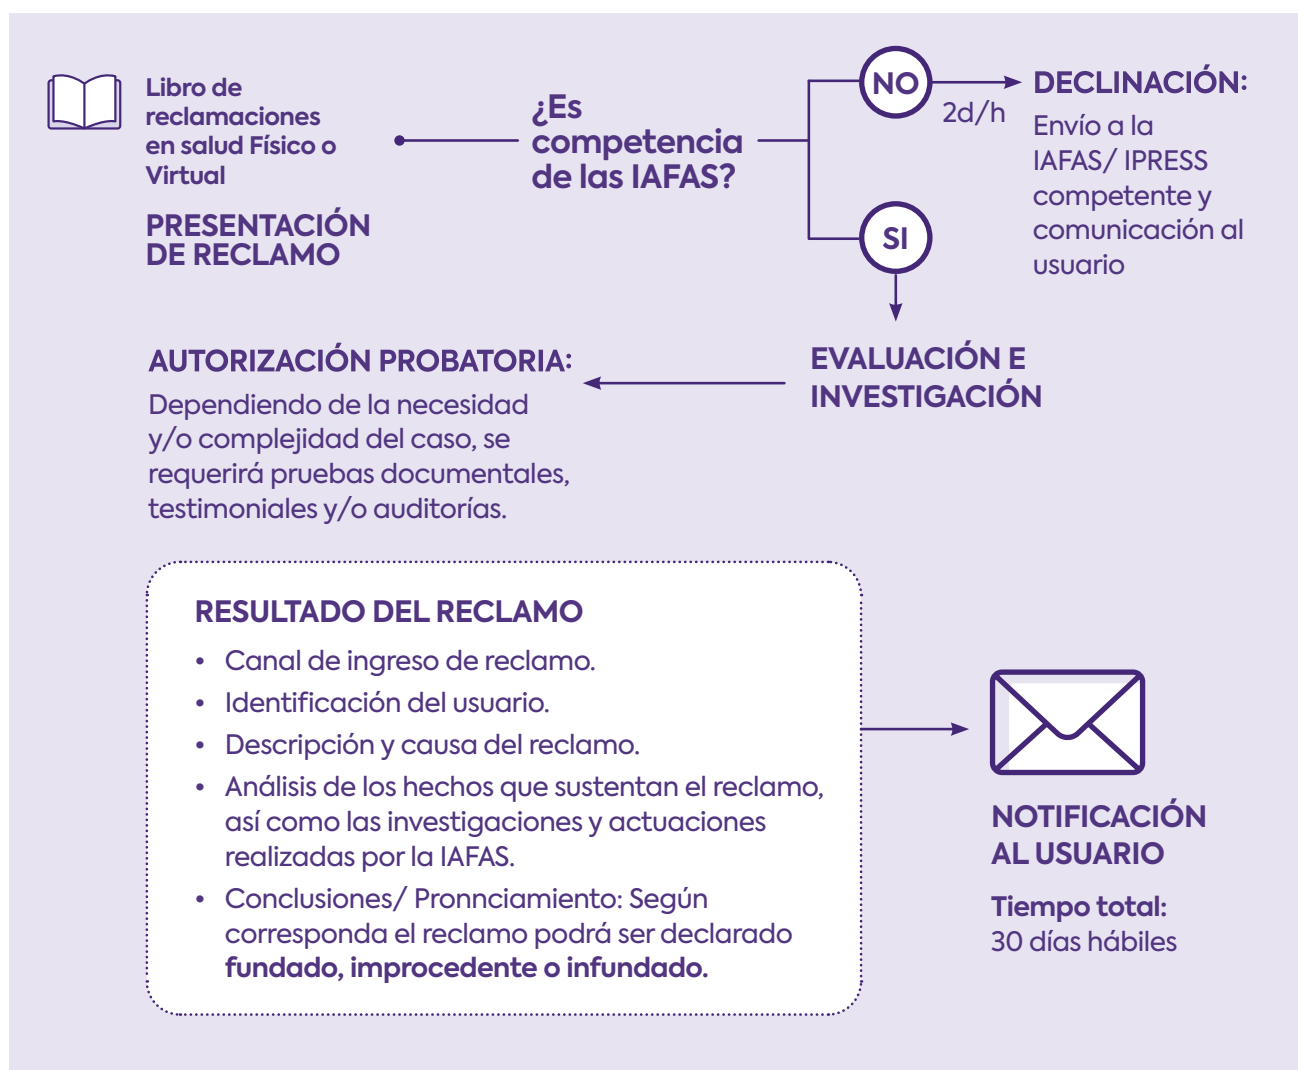 Libro de
reclamaciones
en salud Físico o
Virtual
PRESENTACIÓN
DE RECLAMO
¿Es
competencia
de las IAFAS?
NO
2d/h
DECLINACIÓN:
Envío a la
IAFAS/ IPRESS
competente y
comunicación al
usuario
SI
EVALUACIÓN E
INVESTIGACIÓN
AUTORIZACIÓN PROBATORIA:
Dependiendo de la necesidad
y/o complejidad del caso, se
requerirá pruebas documentales,
testimoniales y/o auditorías.
RESULTADO DEL RECLAMO
• Canal de ingreso de reclamo.
• Identificación del usuario.
• Descripción y causa del reclamo.
• Análisis de los hechos que sustentan el reclamo,
así como las investigaciones y actuaciones
realizadas por la IAFAS.
• Conclusiones/ Pronnciamiento: Según
corresponda el reclamo podrá ser declarado
fundado, improcedente o infundado.
NOTIFICACIÓN
AL USUARIO
Tiempo total:
30 días hábiles